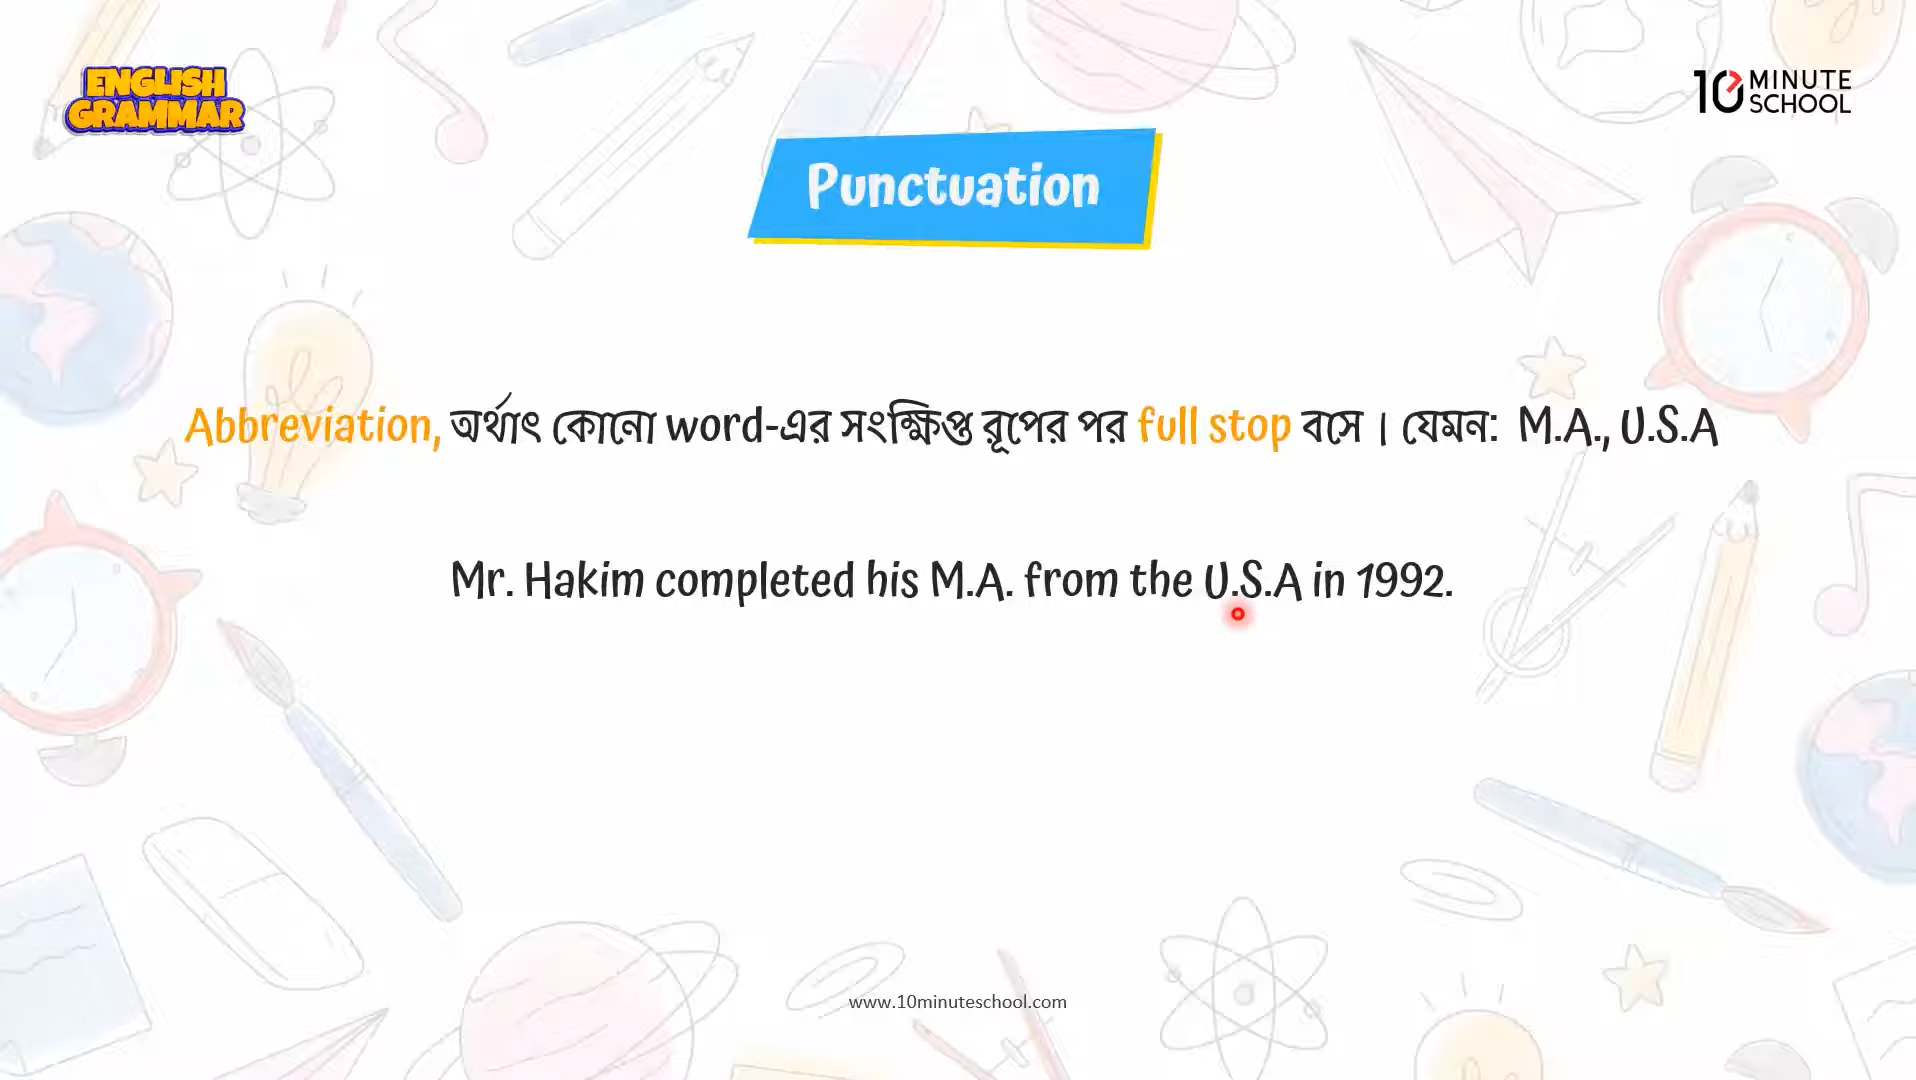 ENGLISH
GRAMMAR
10 MINUTE
SCHOOL
Punctuation
Abbreviation, অর্থাৎ কোনো word-এর সংক্ষিপ্ত রূপের পর full stop বসে। যেমন: M.A., U.S.A
Mr. Hakim completed his M.A. from the U.S.A in 1992.
www.10minuteschool.com